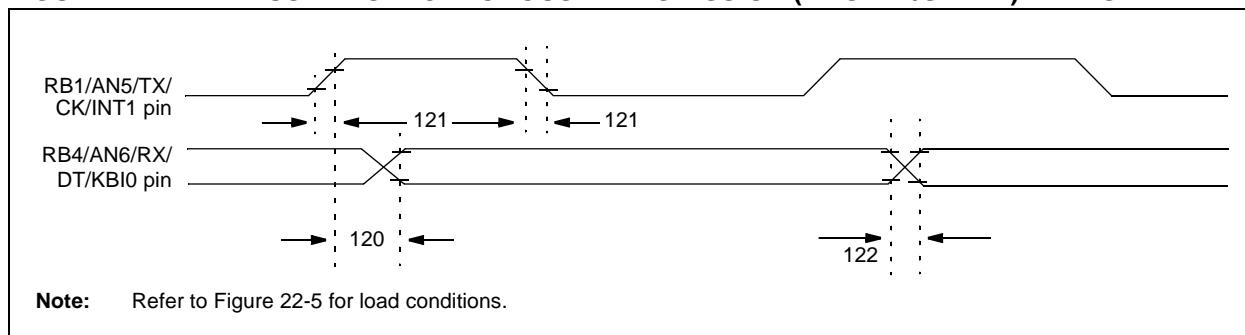 RB1/AN5/TX/
CK/INT1 pin
121
121
RB4/AN6/RX/
DT/KBI0 pin
120
122
Note: Refer to Figure 22-5 for load conditions.